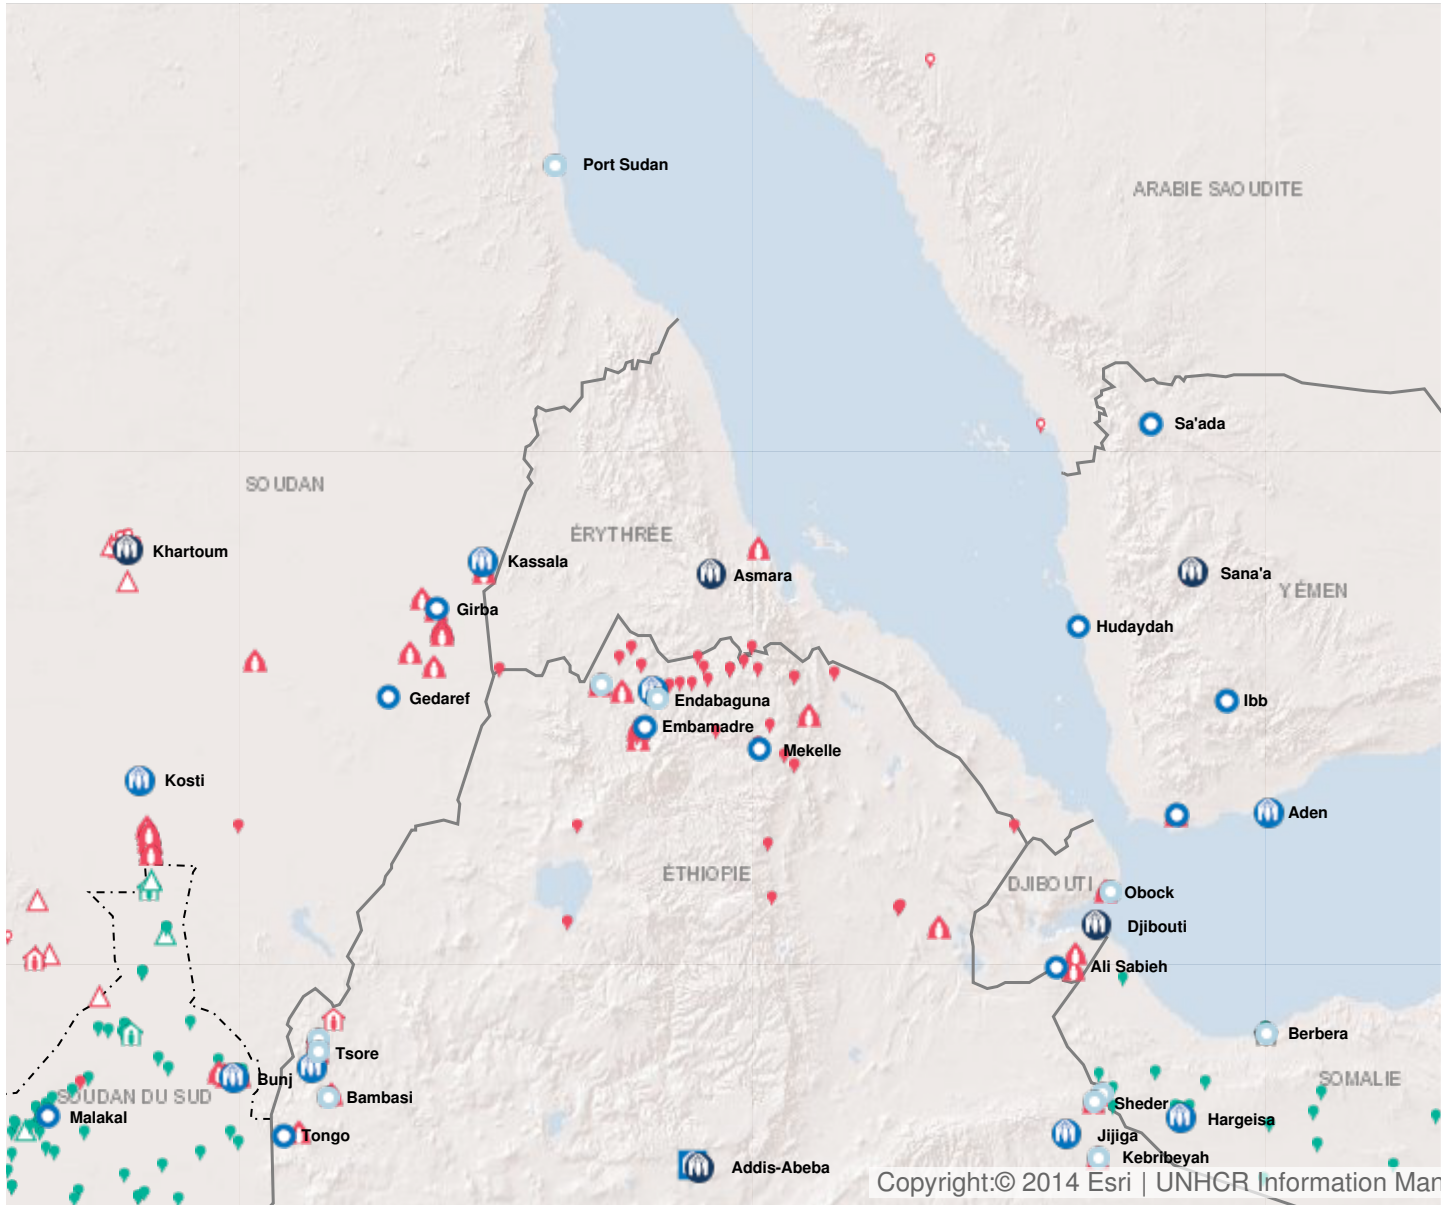 Port Sudan
ARABIE SAOUDITE
Sa'ada
SOUDAN
ÉRYTHRÉE
Khartoum
Kassala
Asmara
Sana'a
YÉMEN
Girba
Hudaydah
Gedaref
Endabaguna
Ibb
Embamadre
Mekelle
Kosti
Aden
ÉTHIOPIE
DJIBOUTI
Obock
Djibouti
Ali Sabieh
Berbera
Tsore
Bunj
SOMALIE
SOUDAN DU SUD
Bambasi
Sheder
Malakal
Hargeisa
Tongo
Jijiga
Kebribeyah
Addis-Abeba
Copyright:© 2014 Esri | UNHCR Information Man